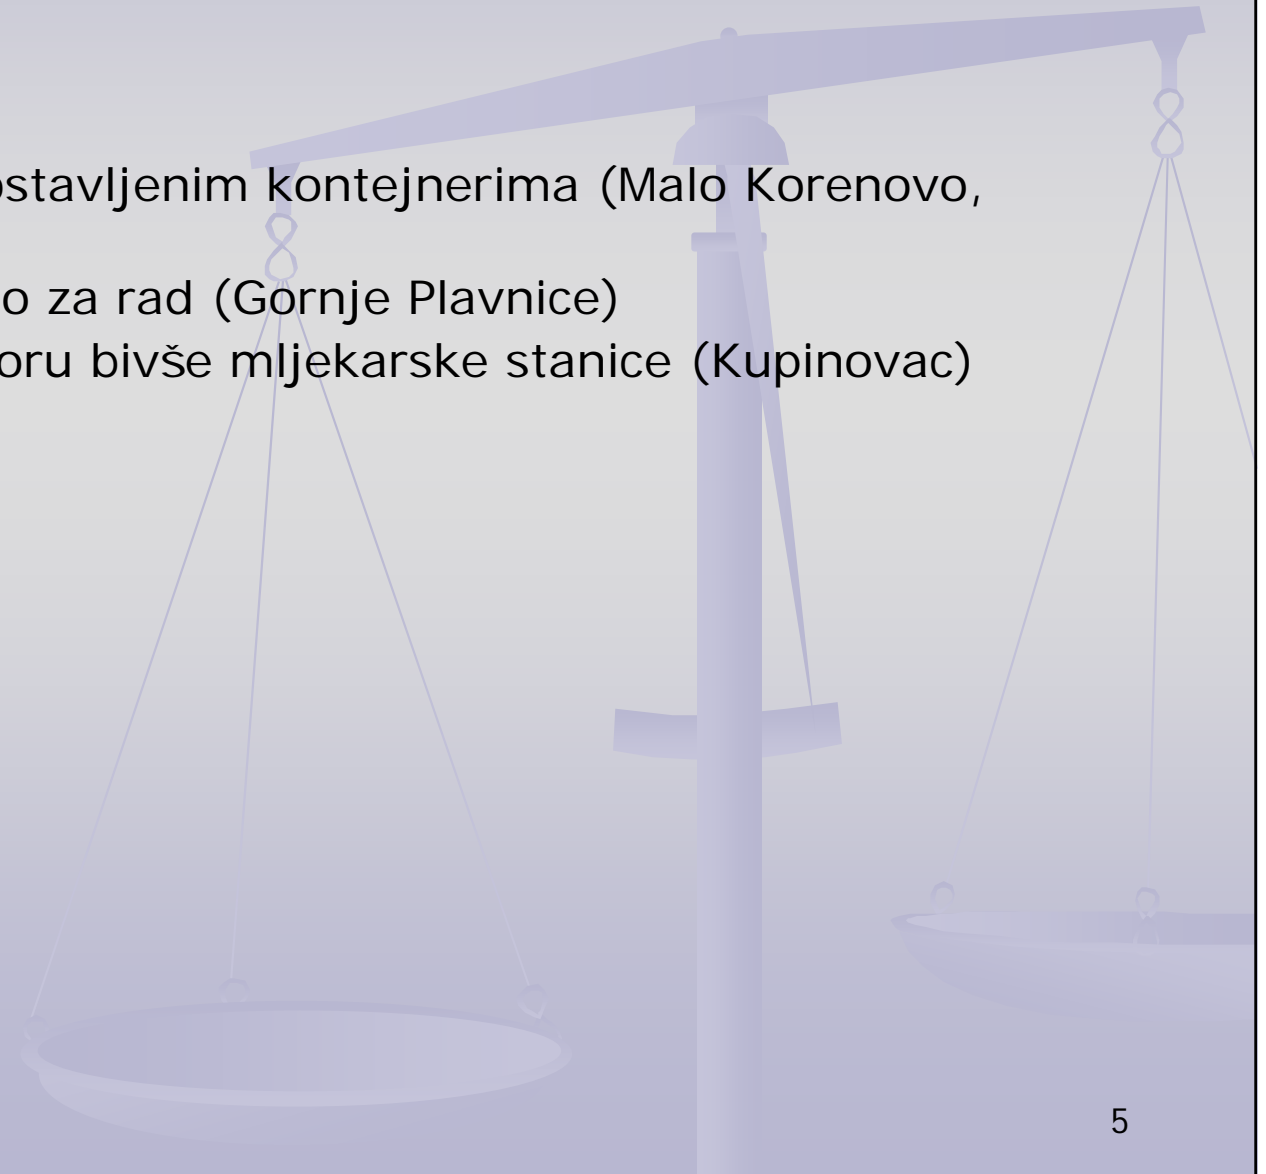 ostavljenim kontejnerima (Malo Korenovo,
o za rad (Gornje Plavnice)
oru bivše mljekarske stanice (Kupinovac)
5